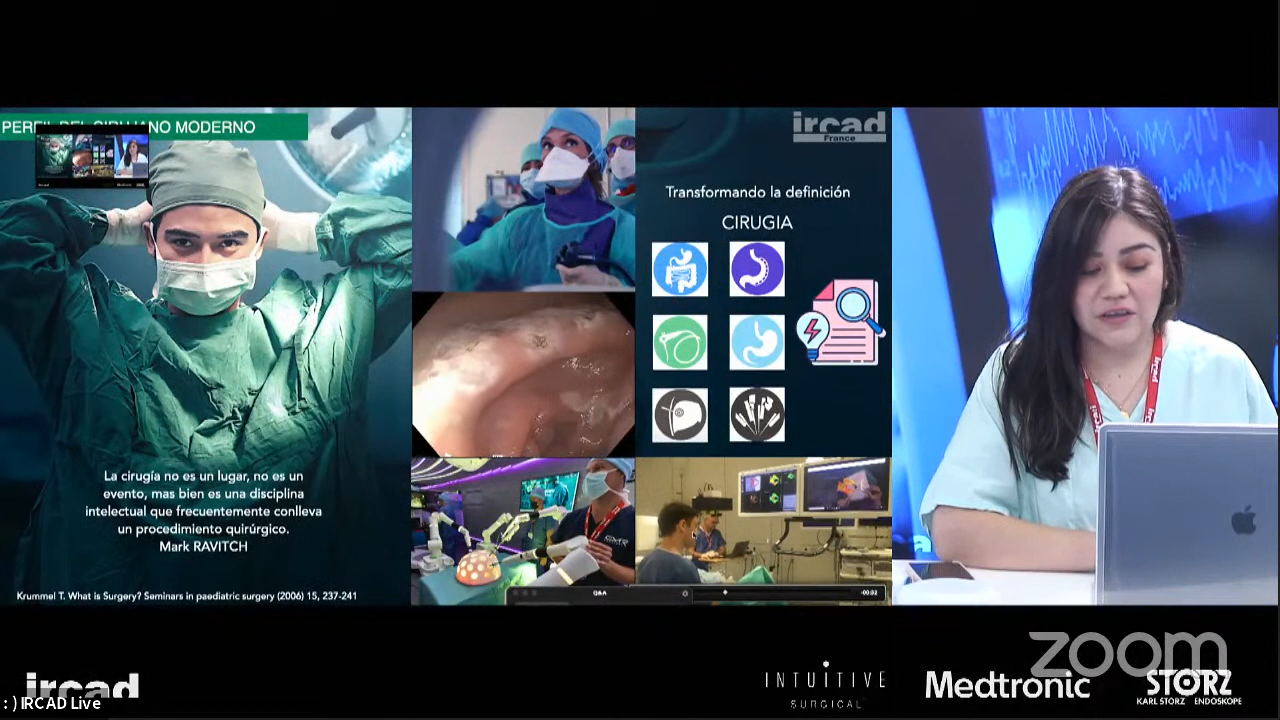 PERFIL DEL CIRUJANO MODERNO
La cirugía no es un lugar, no es un
evento, mas bien es una disciplina
intelectual que frecuentemente conlleva
un procedimiento quirúrgico.
Mark RAVITCH
Krummel T. What is Surgery? Seminars in paediatric surgery (2006) 15, 237-241
ircad
France
Transformando la definición
CIRUGIA
ircad
Q&A
-00:32
ircad
:) IRCAD Live
INTUITIVE
SURGICAL
Medtronic
zoom
STORZ
KARL STORZ ENDOSKOPE